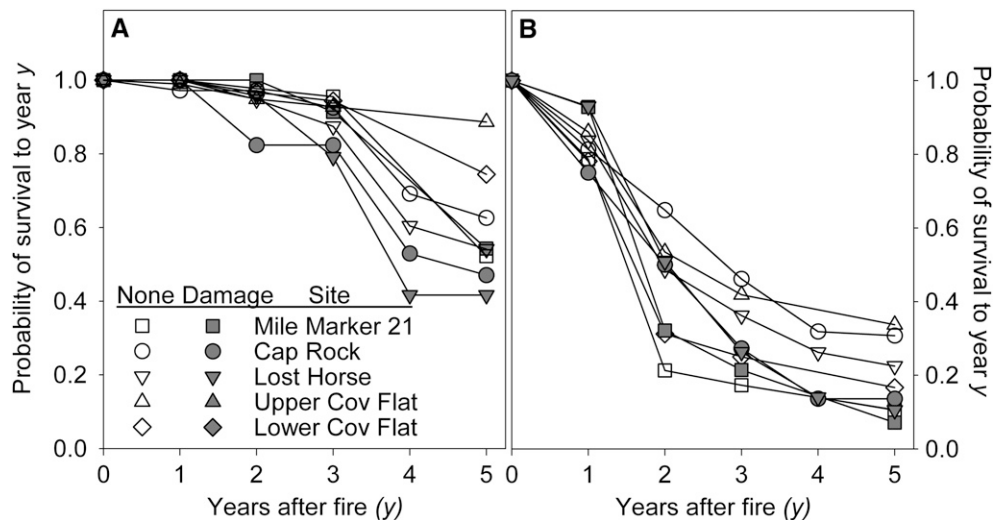 A
B
Probability of survival to year y
1.0
0.8
0.6
0.4
0.2
0.0
None Damage Site
Mile Marker 21
Cap Rock
Lost Horse
Upper Cov Flat
Lower Cov Flat
0 1 2 3 4 5
Years after fire (y)
0 1 2 3 4 5
Years after fire (y)
1.0
0.8
0.6
0.4
0.2
0.0
Probability of survival to year y